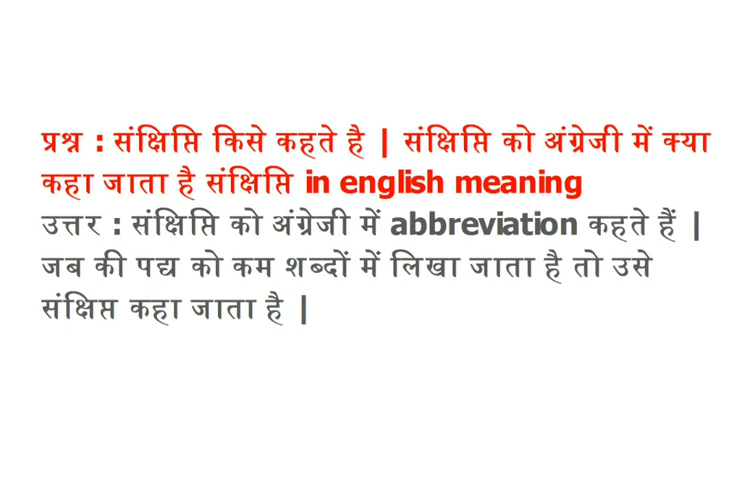 प्रश्न : संक्षिप्ति किसे कहते है | संक्षिप्ति को अंग्रेजी में क्या
कहा जाता है संक्षिप्ति in english meaning
उत्तर : संक्षिप्ति को अंग्रेजी में abbreviation कहते हैं |
जब की पद्य को कम शब्दों में लिखा जाता है तो उसे
संक्षिप्त कहा जाता है |